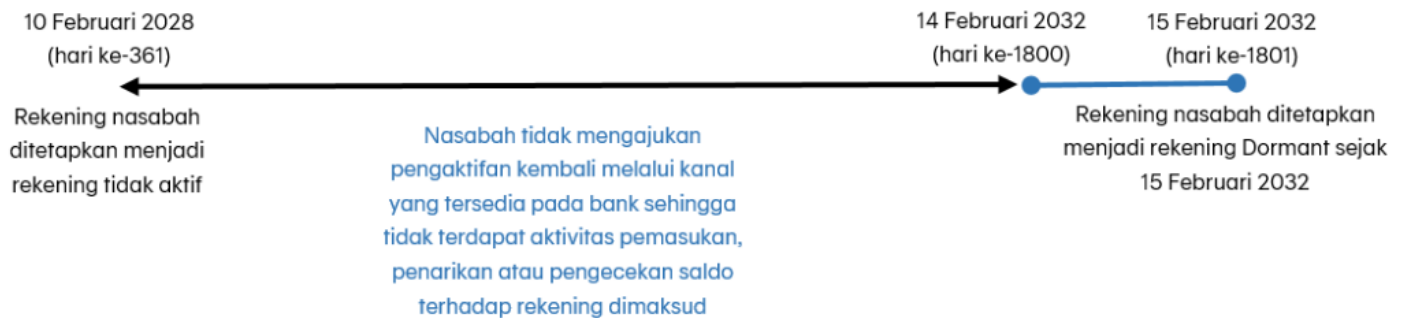 10 Februari 2028
(hari ke-361)
14 Februari 2032
(hari ke-1800)
15 Februari 2032
(hari ke-1801)
Rekening nasabah
ditetapkan menjadi
rekening tidak aktif
Nasabah tidak mengajukan
pengaktifan kembali melalui kanal
yang tersedia pada bank sehingga
tidak terdapat aktivitas pemasukan,
penarikan atau pengecekan saldo
terhadap rekening dimaksud
Rekening nasabah ditetapkan
menjadi rekening Dormant sejak
15 Februari 2032